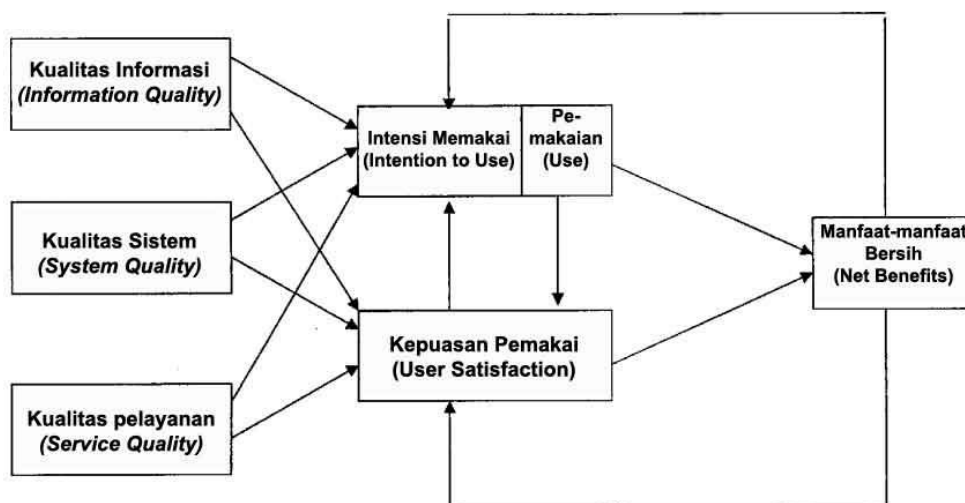 Kualitas Informasi
(Information Quality)
Intensi Memakai
(Intention to Use)
Pe-
makaian
(Use)
Kualitas Sistem
(System Quality)
Manfaat-manfaat
Bersih
(Net Benefits)
Kepuasan Pemakai
(User Satisfaction)
Kualitas pelayanan
(Service Quality)